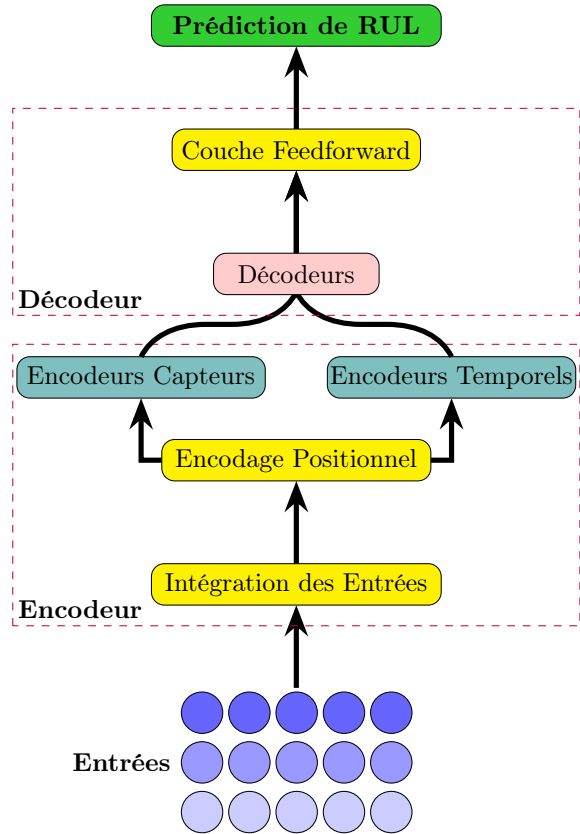 Prédiction de RUL
Couche Feedforward
Décodeurs
Décodeur
Encodeurs Capteurs
Encodeurs Temporels
Encodage Positionnel
Intégration des Entrées
Encodeur
Entrées